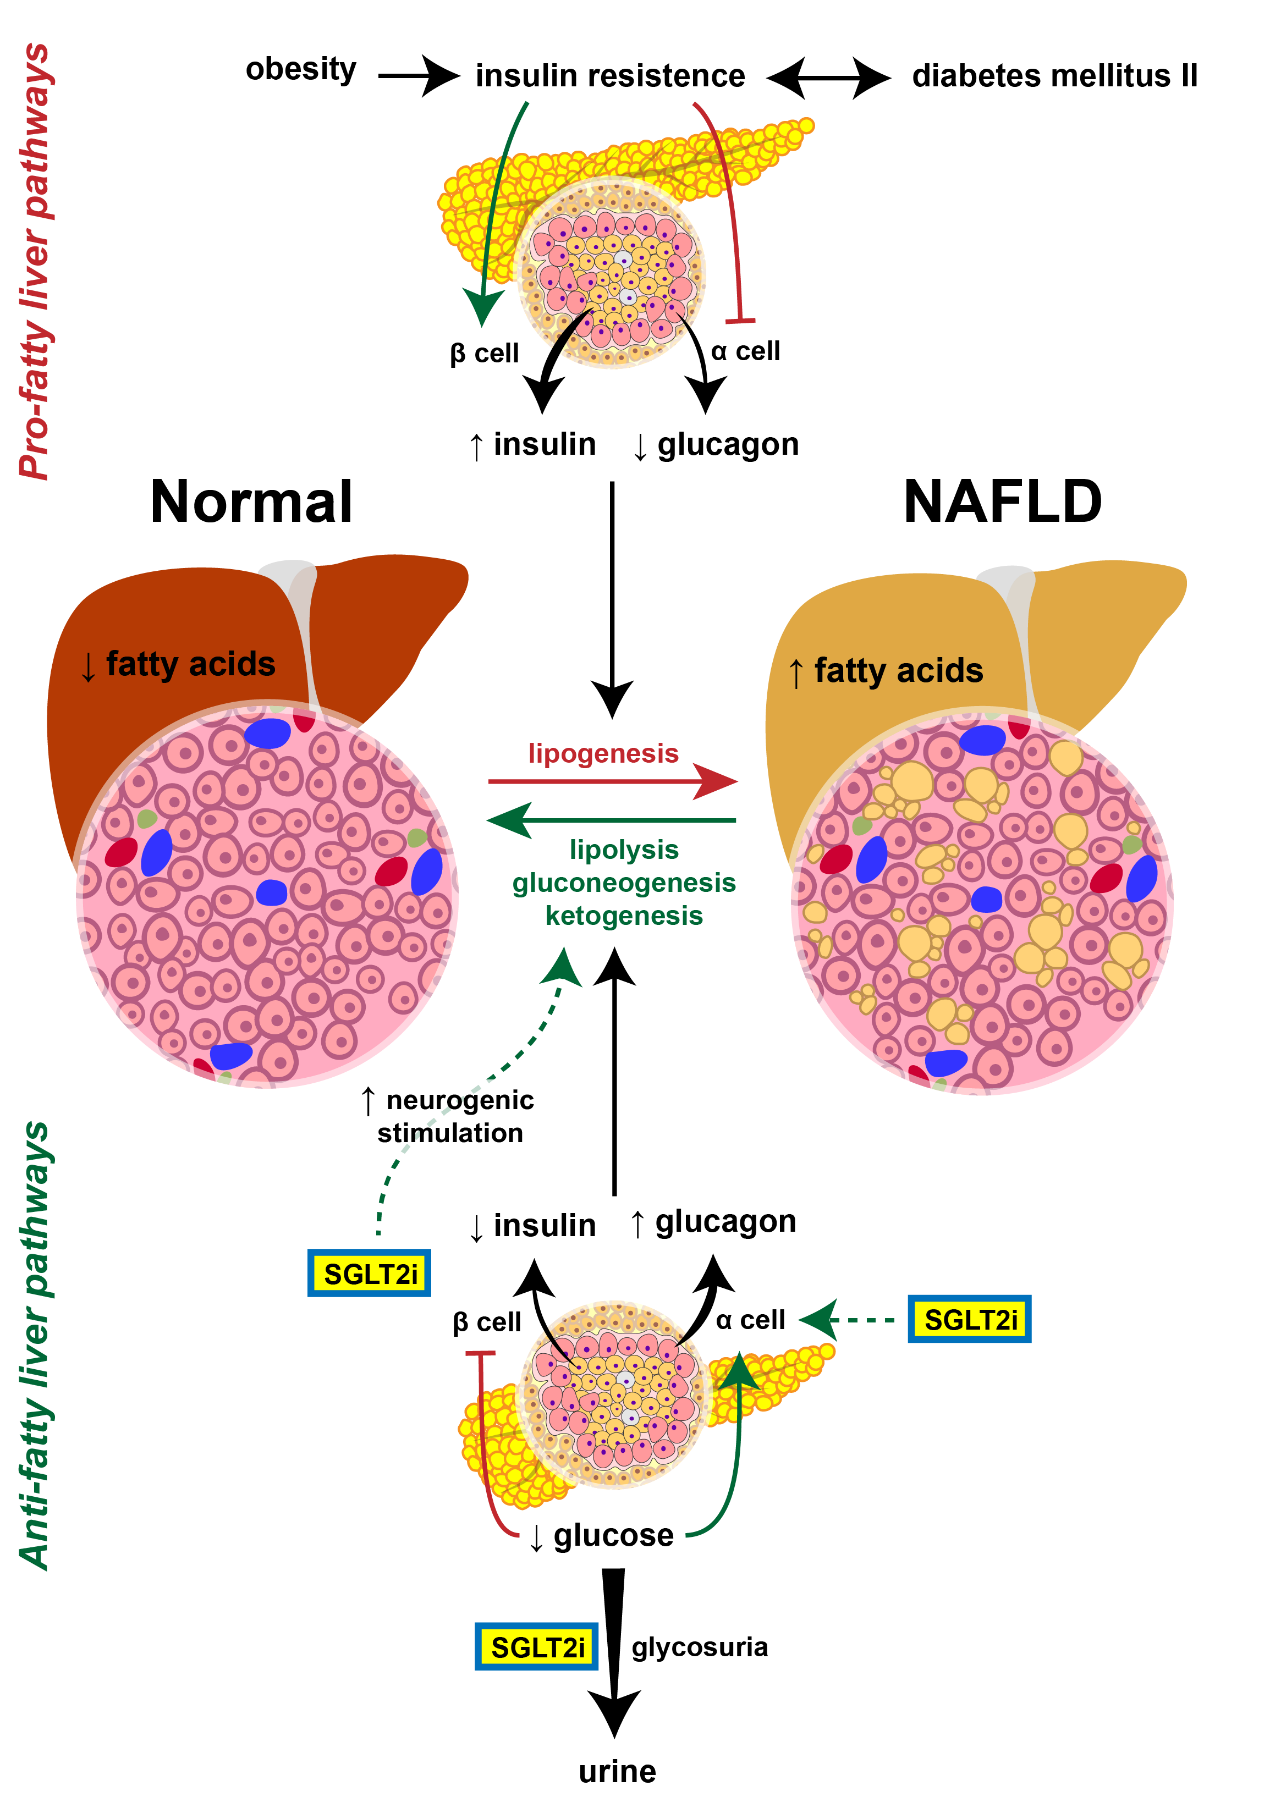 Pro-fatty liver pathways
obesity
insulin resistence
diabetes mellitus II
β cell
α cell
↑ insulin
↓ glucagon
Normal
NAFLD
↓ fatty acids
↑ fatty acids
lipogenesis
lipolysis
gluconeogenesis
ketogenesis
↑ neurogenic
stimulation
Anti-fatty liver pathways
↓ insulin
↑ glucagon
SGLT2i
β cell
α cell
SGLT2i
↓ glucose
SGLT2i
glycosuria
urine